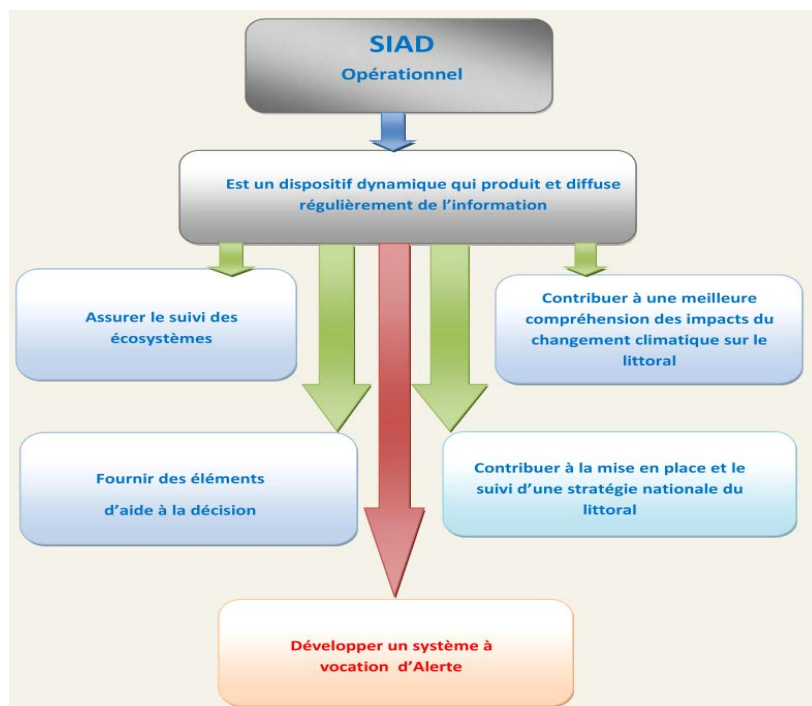 SIAD
Opérationnel
Est un dispositif dynamique qui produit et diffuse
régulièrement de l'information
Assurer le suivi des
écosystèmes
Contribuer à une meilleure
compréhension des impacts du
changement climatique sur le
littoral
Fournir des éléments
d'aide à la décision
Contribuer à la mise en place et le
suivi d'une stratégie nationale du
littoral
Développer un système à
vocation d'Alerte